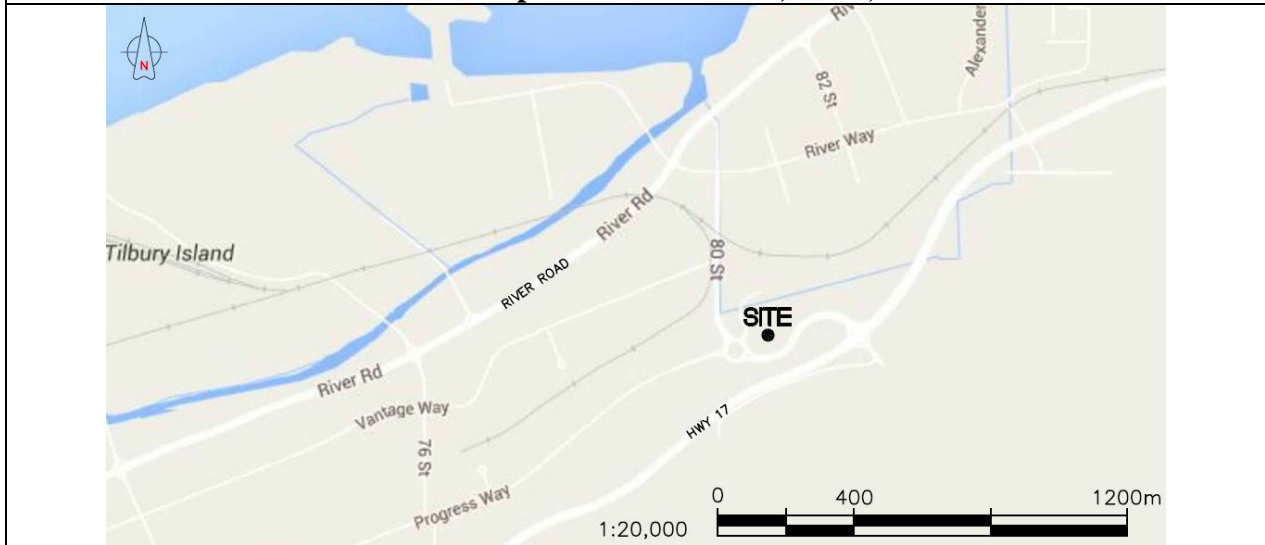 N
Riv
Alexander
82 St
River Way
River Rd
80 St
Tilbury Island
RIVER ROAD
SITE
River Rd
Vantage Way
HWY 17
76 St
Progress Way
0 400 1200m
1:20,000